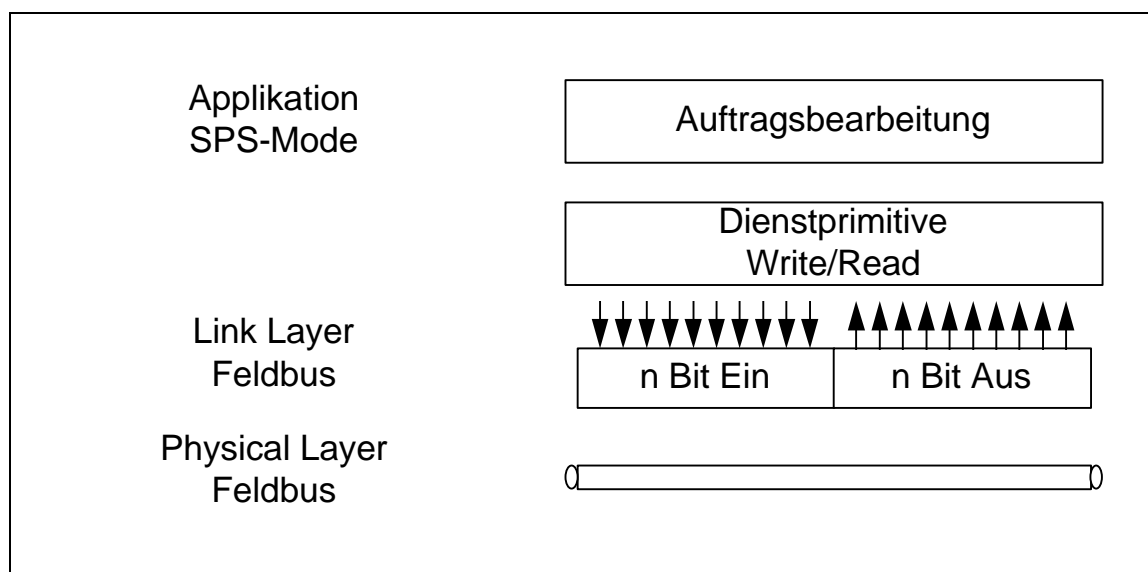 Applikation
SPS-Mode
Auftragsbearbeitung
Dienstprimitive
Write/Read
Link Layer
Feldbus
n Bit Ein
n Bit Aus
Physical Layer
Feldbus